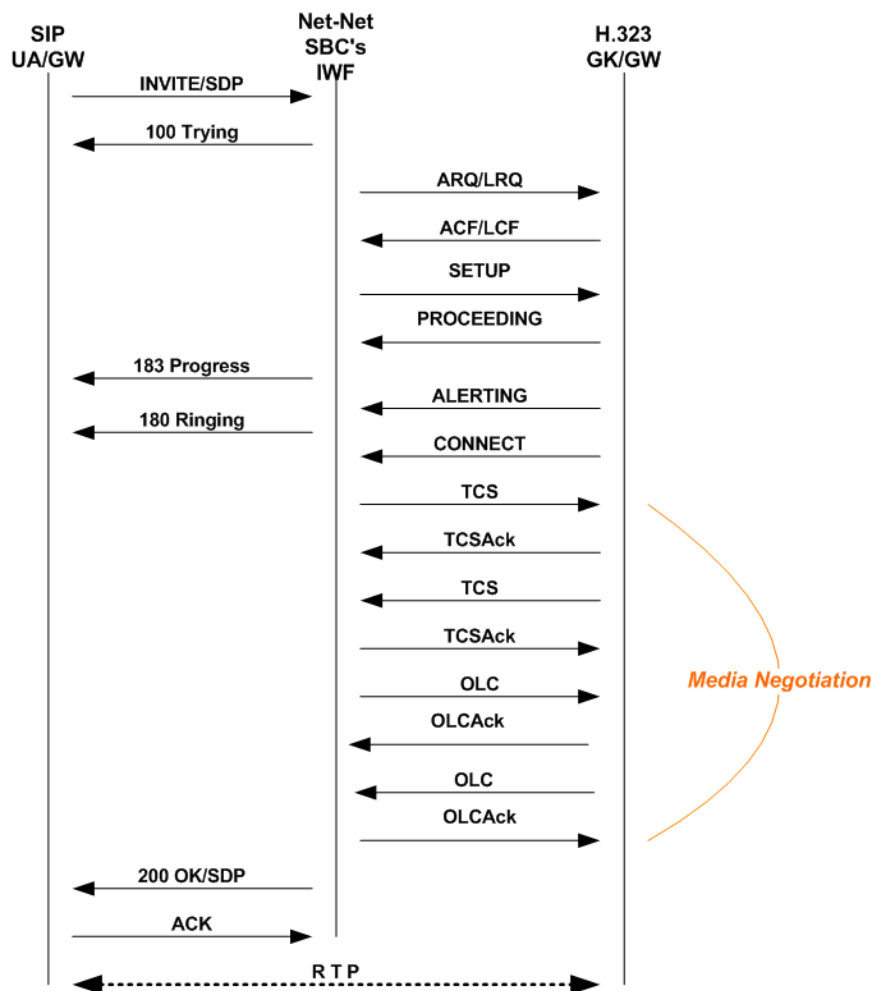 SIP
UA/GW
Net-Net
SBC's
IWF
H.323
GK/GW
INVITE/SDP
100 Trying
ARQ/LRQ
ACF/LCF
SETUP
PROCEEDING
183 Progress
ALERTING
180 Ringing
CONNECT
TCS
TCSAck
TCS
TCSAck
Media Negotiation
OLC
OLCAck
OLC
OLCAck
200 OK/SDP
ACK
R T P